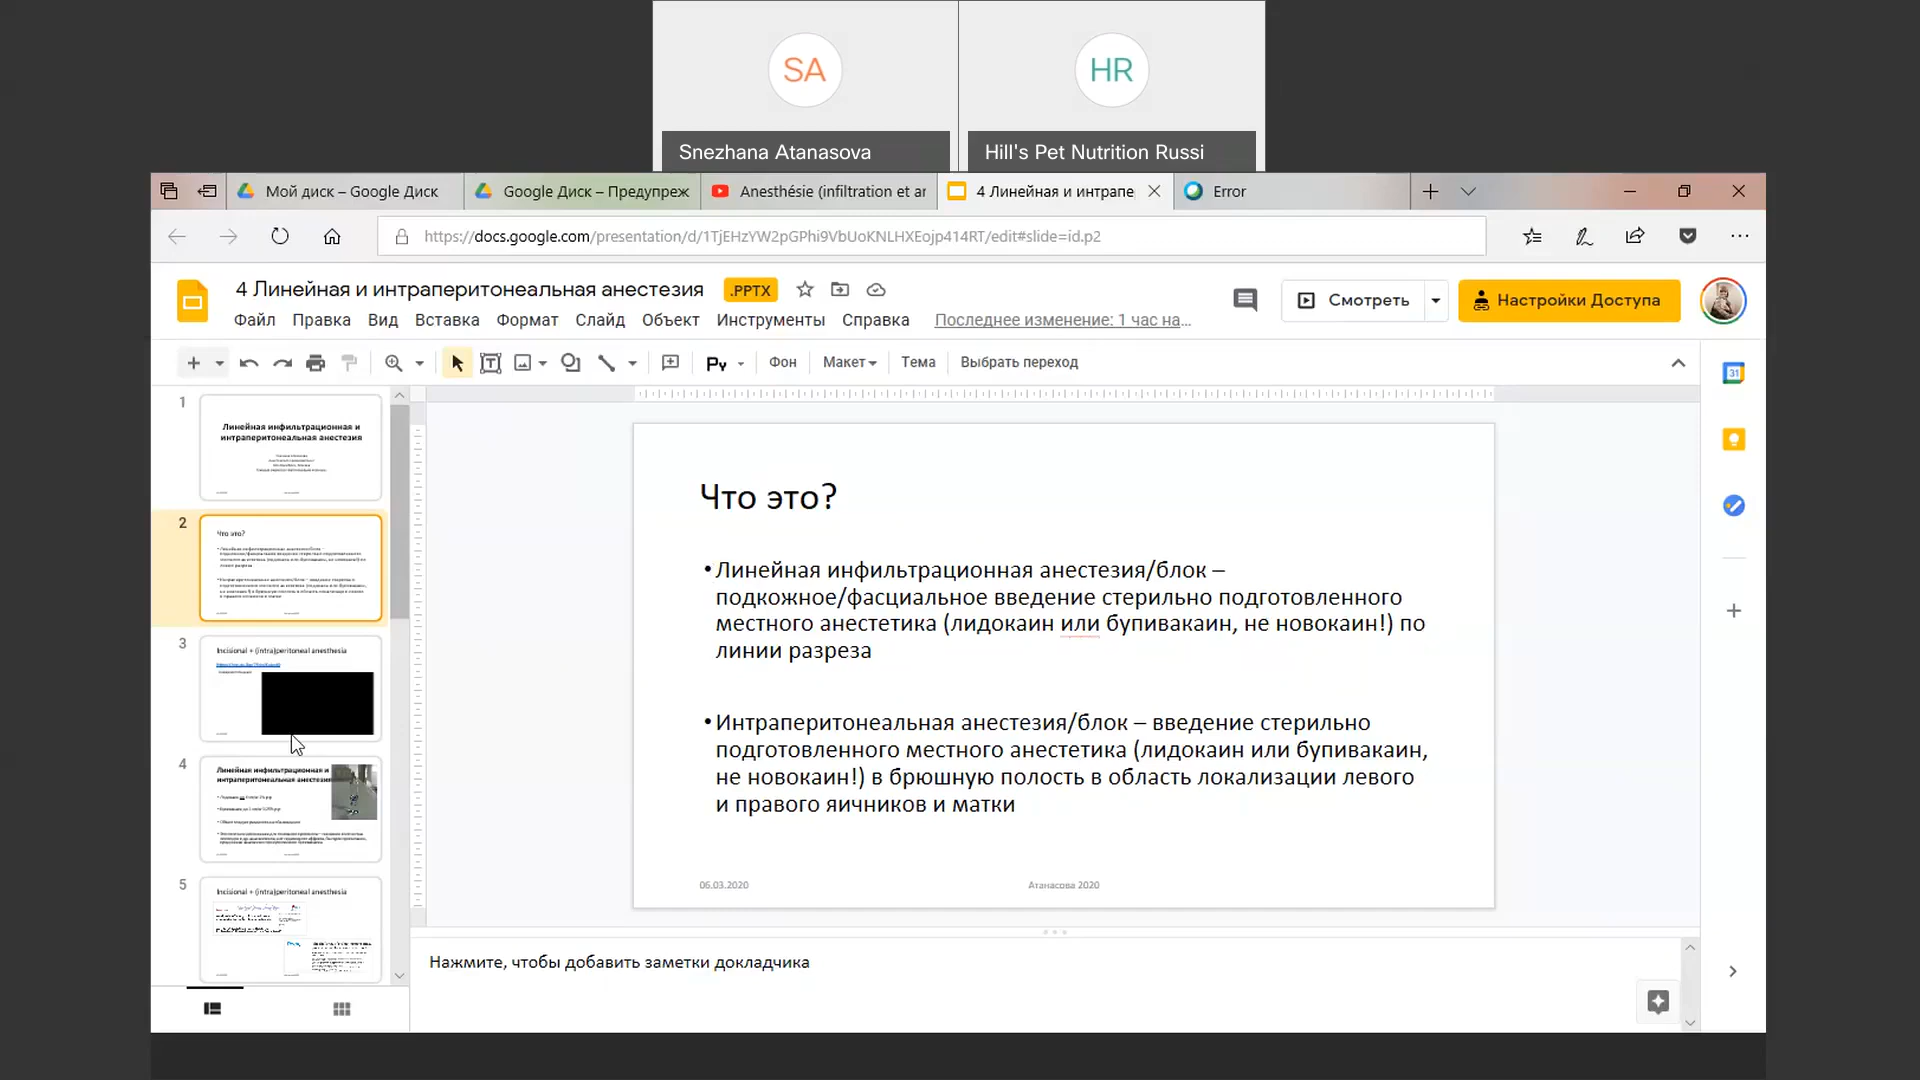 SA
HR
Snezhana Atanasova
Hill's Pet Nutrition Russi
Мой диск – Google Диск
Google Диск – Предупреж
Anesthésie (infiltration et ar
4 Линейная и интрапе
Error
https://docs.google.com/presentation/d/1TjEHzYW2pGPhi9VbUoKNLHXEojp414RT/edit#slide=id.p2
4 Линейная и интраперитонеальная анестезия
.PPTX
Смотреть
Настройки Доступа
Файл Правка Вид Вставка Формат Слайд Объект Инструменты Справка Последнее изменение: 1 час на...
Фон Макет Тема Выбрать переход
31
1
Линейная инфильтрационная и
интраперитонеальная анестезия
2
Что это?
3
Incisional + (intra)peritoneal anesthesia
4
Линейная инфильтрационная и
интраперитонеальная анестезия
5
Incisional + (intra)peritoneal anesthesia
Что это?
• Линейная инфильтрационная анестезия/блок –
подкожное/фасциальное введение стерильно подготовленного
местного анестетика (лидокаин или бупивакаин, не новокаин!) по
линии разреза
• Интраперитонеальная анестезия/блок – введение стерильно
подготовленного местного анестетика (лидокаин или бупивакаин,
не новокаин!) в брюшную полость в область локализации левого
и правого яичников и матки
06.03.2020
Атанасова 2020
Нажмите, чтобы добавить заметки докладчика